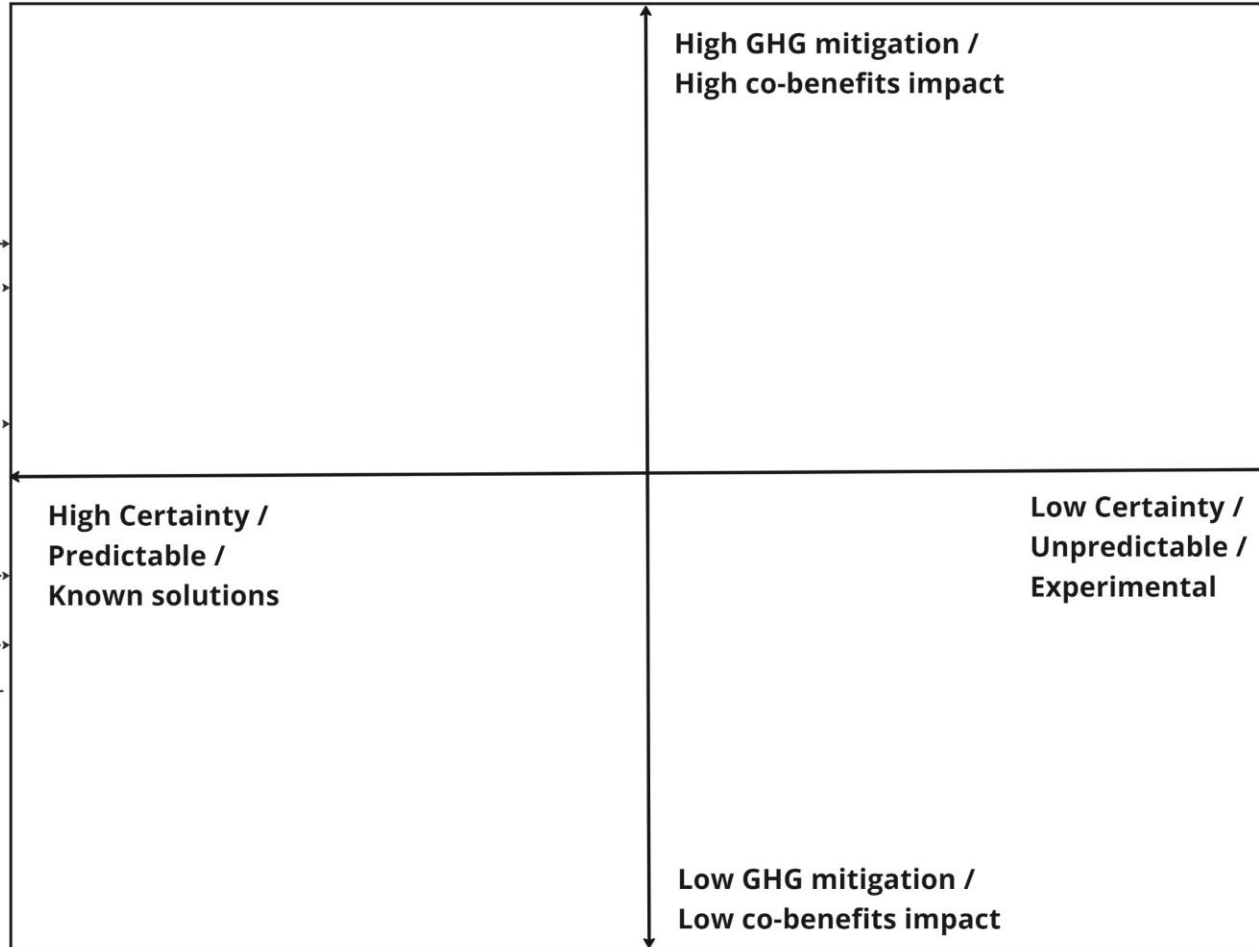 High GHG mitigation /
High co-benefits impact
High Certainty /
Predictable /
Known solutions
Low Certainty /
Unpredictable /
Experimental
Low GHG mitigation /
Low co-benefits impact